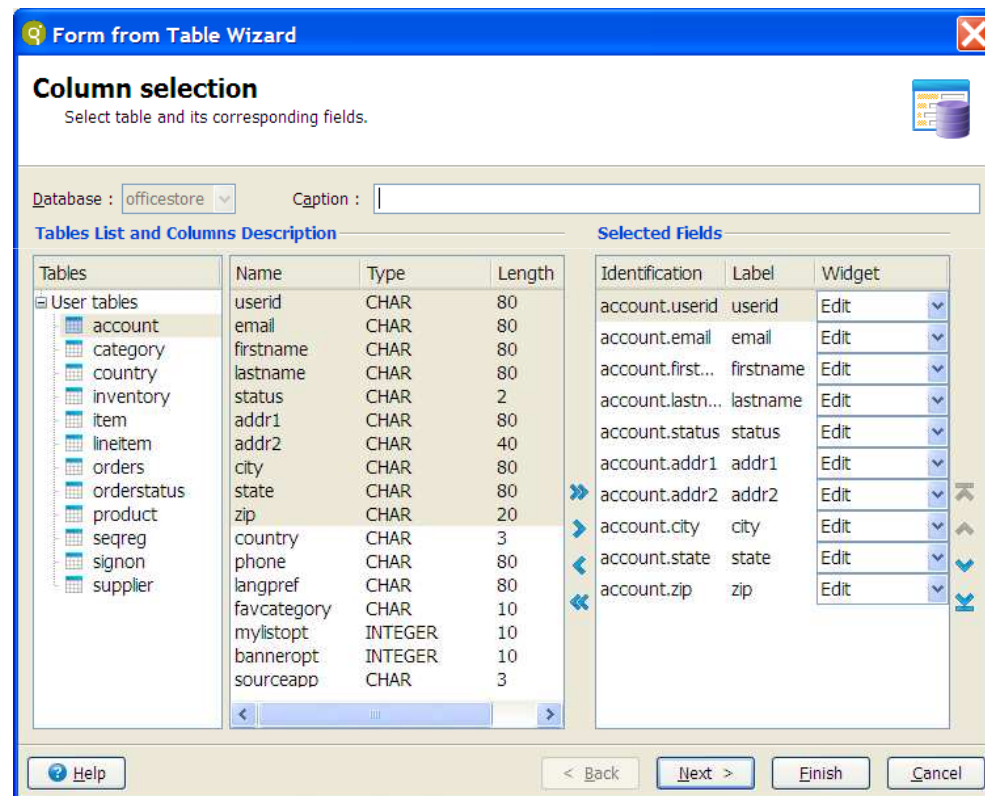 Form from Table Wizard
Column selection
Select table and its corresponding fields.
Database : officestore Caption :
Tables List and Columns Description
Selected Fields
Tables
User tables
account
category
country
inventory
item
lineitem
orders
orderstatus
product
seqreg
signon
supplier
Name Type Length
userid CHAR 80
email CHAR 80
firstname CHAR 80
lastname CHAR 80
status CHAR 2
addr1 CHAR 80
addr2 CHAR 40
city CHAR 80
state CHAR 80
zip CHAR 20
country CHAR 3
phone CHAR 80
langpref CHAR 80
favcategory CHAR 10
mylistopt INTEGER 10
banneropt INTEGER 10
sourceapp CHAR 3
Identification Label Widget
account.userid userid Edit
account.email email Edit
account.first... firstname Edit
account.lastn... lastname Edit
account.status status Edit
account.addr1 addr1 Edit
account.addr2 addr2 Edit
account.city city Edit
account.state state Edit
account.zip zip Edit
Help < Back Next > Finish Cancel